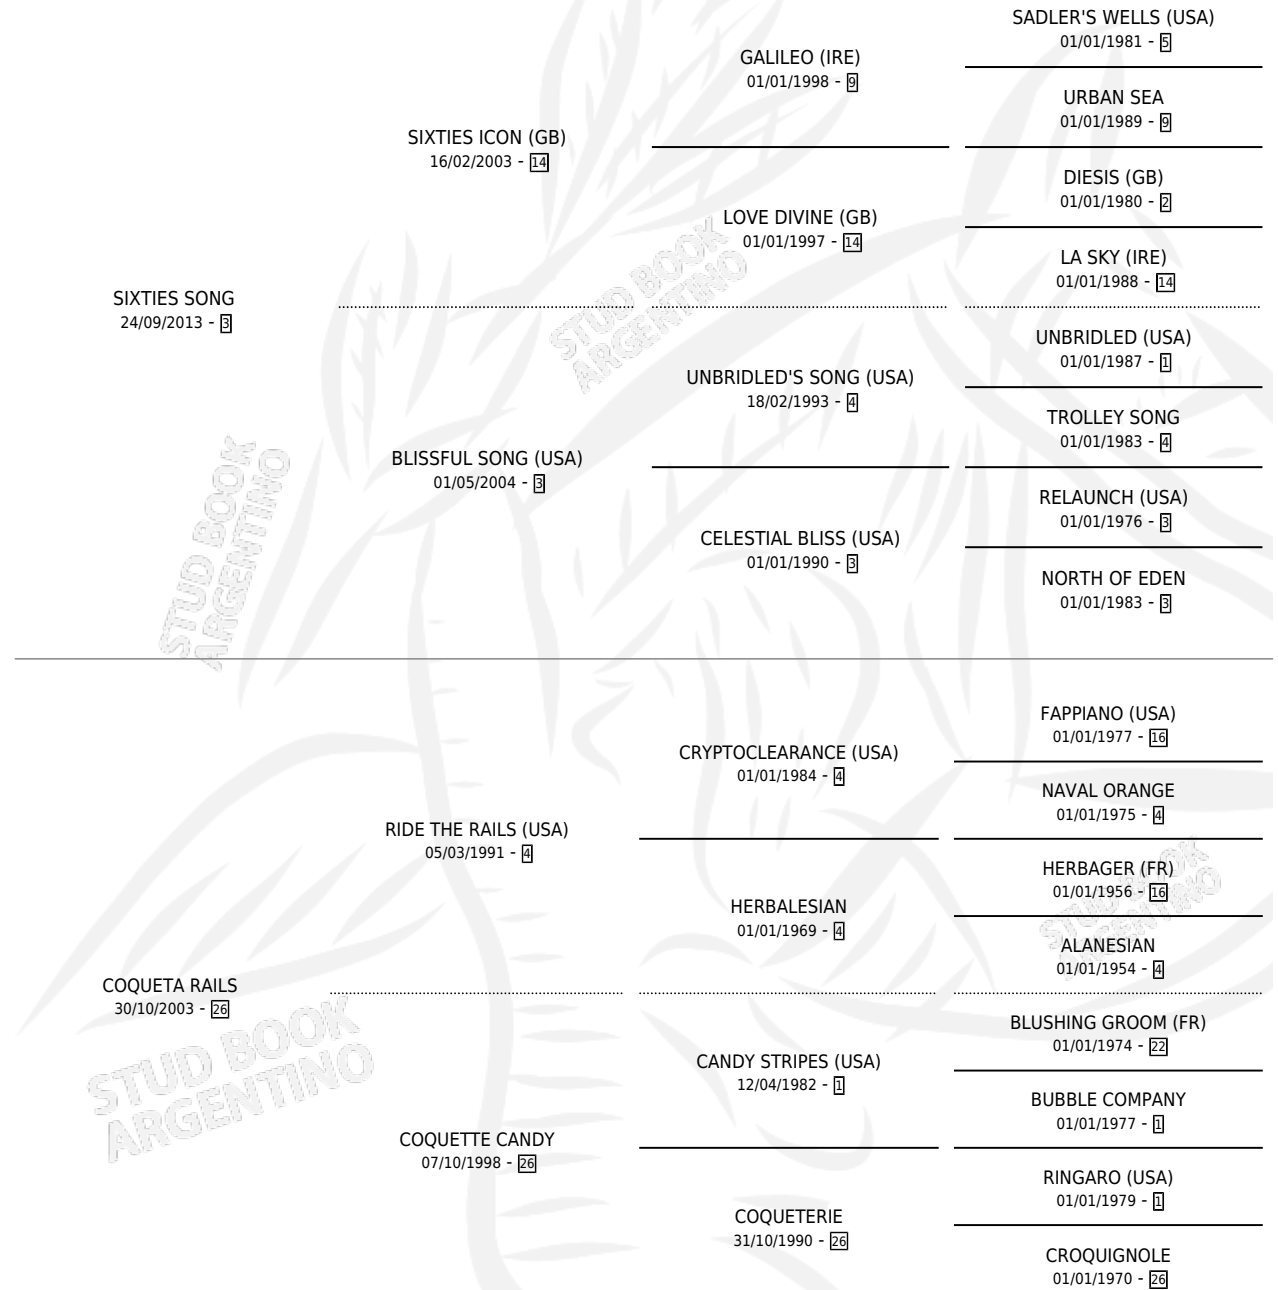 SADLER'S WELLS (USA)
01/01/1981 - 5
GALILEO (IRE)
01/01/1998 - 9
URBAN SEA
01/01/1989 - 9
SIXTIES ICON (GB)
16/02/2003 - 14
DIESIS (GB)
01/01/1980 - 2
LOVE DIVINE (GB)
01/01/1997 - 14
LA SKY (IRE)
01/01/1988 - 14
SIXTIES SONG
24/09/2013 - 3
STUD BOOK
ARGENTINO
UNBRIDLED (USA)
01/01/1987 - 1
UNBRIDLED'S SONG (USA)
18/02/1993 - 4
TROLLEY SONG
01/01/1983 - 4
BLISSFUL SONG (USA)
01/05/2004 - 3
RELAUNCH (USA)
01/01/1976 - 3
CELESTIAL BLISS (USA)
01/01/1990 - 3
NORTH OF EDEN
01/01/1983 - 3
STUD BOOK
ARGENTINO
FAPPIANO (USA)
01/01/1977 - 16
CRYPTOCLEARANCE (USA)
01/01/1984 - 4
NAVAL ORANGE
01/01/1975 - 4
RIDE THE RAILS (USA)
05/03/1991 - 4
HERBAGER (FR)
01/01/1956 - 16
HERBALESIAN
01/01/1969 - 4
STUD BOOK
ARGENTINO
ALANESIAN
01/01/1954 - 4
COQUETA RAILS
30/10/2003 - 26
BLUSHING GROOM (FR)
01/01/1974 - 22
STUD BOOK
ARGENTINO
CANDY STRIPES (USA)
12/04/1982 - 1
BUBBLE COMPANY
01/01/1977 - 1
COQUETTE CANDY
07/10/1998 - 26
RINGARO (USA)
01/01/1979 - 1
COQUETERIE
31/10/1990 - 26
CROQUIGNOLE
01/01/1970 - 26